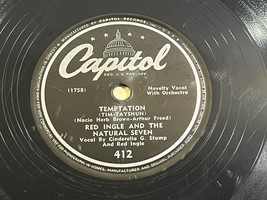 Capitol
REG. U.S. PAT. OFF.
(1758)
Novelty Vocal
With Orchestra
TEMPTATION
(TIM-TAYSHUN)
(Nacio Herb Brown-Arthur Freed)
RED INGLE AND THE
NATURAL SEVEN
Vocal By Cinderella G. Stump
And Red Ingle
412